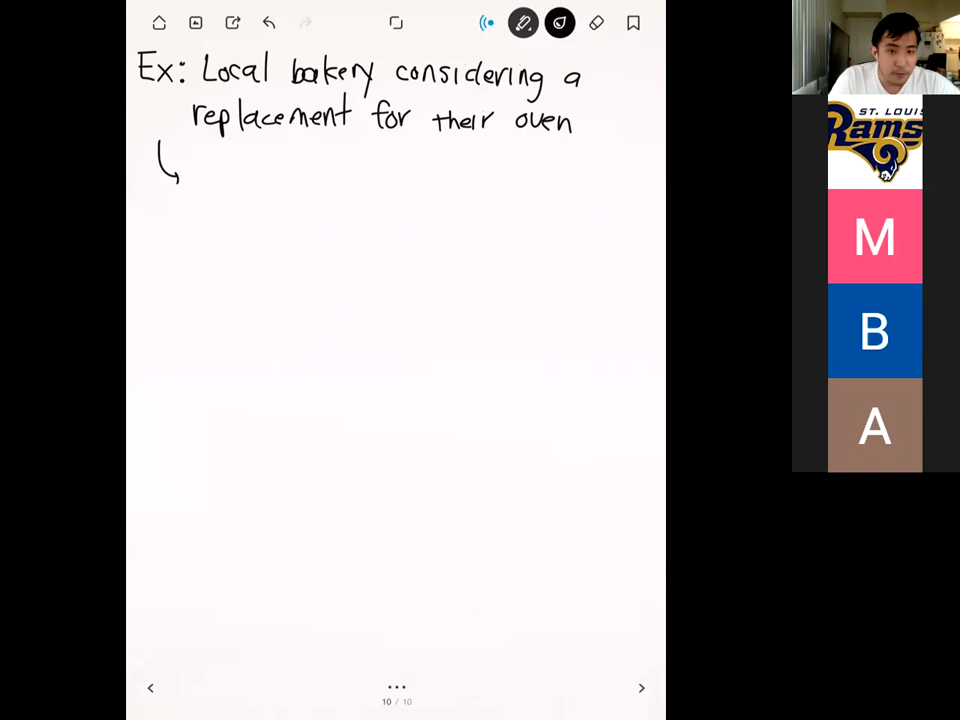 Ex: Local bakery considering a
replacement for their oven
10 / 10
ST. LOUIS
Rams
M
B
A